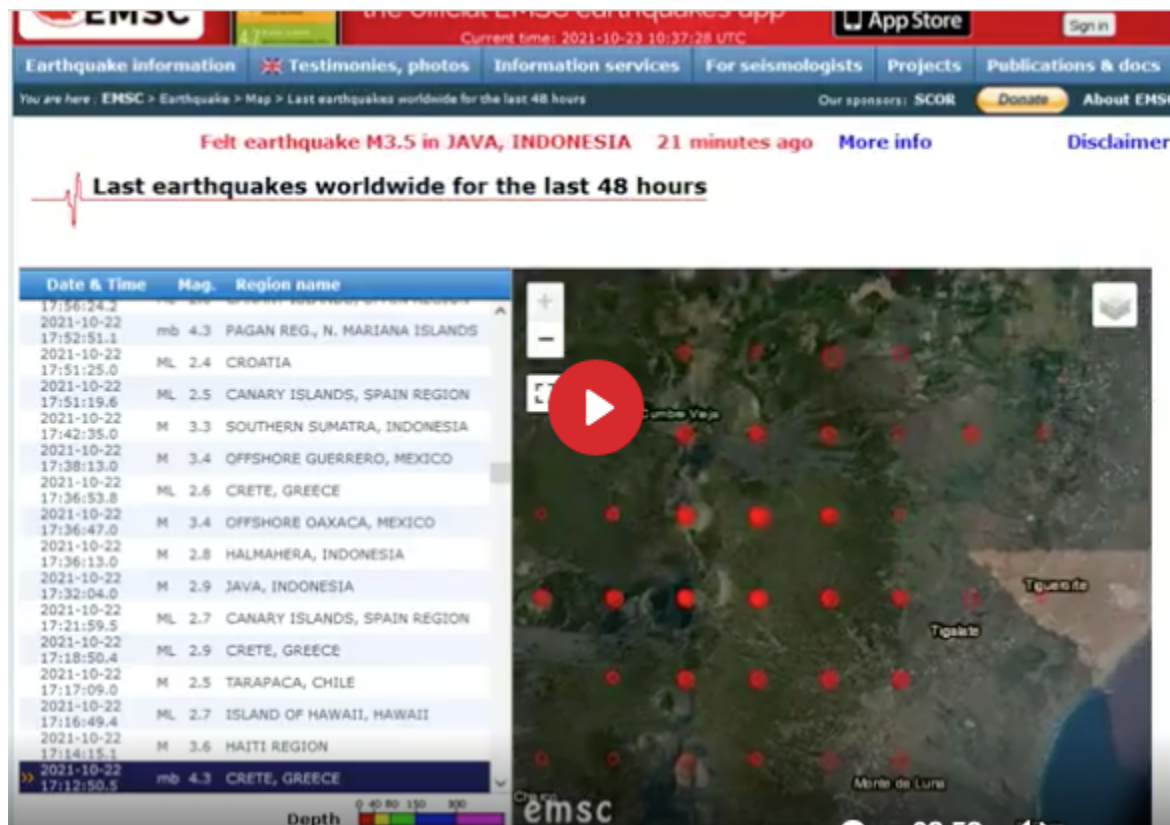 EMSC
the official EMSC earthquakes app
App Store
Sign in
4.7
Current time: 2021-10-23 10:37:28 UTC
Earthquake information Testimonies, photos Information services For seismologists Projects Publications & docs
You are here : EMSC > Earthquake > Map > Last earthquakes worldwide for the last 48 hours
Our sponsors: SCOR Donate About EMSC
Felt earthquake M3.5 in JAVA, INDONESIA 21 minutes ago More info Disclaimer
Last earthquakes worldwide for the last 48 hours
Date & Time Mag. Region name
17:56:24.2
2021-10-22
17:52:51.1 mb 4.3 PAGAN REG., N. MARIANA ISLANDS
2021-10-22
17:51:25.0 ML 2.4 CROATIA
2021-10-22
17:51:19.6 ML 2.5 CANARY ISLANDS, SPAIN REGION
2021-10-22
17:42:35.0 M 3.3 SOUTHERN SUMATRA, INDONESIA
2021-10-22
17:38:13.0 M 3.4 OFFSHORE GUERRERO, MEXICO
2021-10-22
17:36:53.8 ML 2.6 CRETE, GREECE
2021-10-22
17:36:47.0 M 3.4 OFFSHORE OAXACA, MEXICO
2021-10-22
17:36:13.0 M 2.8 HALMAHERA, INDONESIA
2021-10-22
17:32:04.0 M 2.9 JAVA, INDONESIA
2021-10-22
17:21:59.5 ML 2.7 CANARY ISLANDS, SPAIN REGION
2021-10-22
17:18:50.4 ML 2.9 CRETE, GREECE
2021-10-22
17:17:09.0 M 2.5 TARAPACA, CHILE
2021-10-22
17:16:49.4 ML 2.7 ISLAND OF HAWAII, HAWAII
2021-10-22
17:14:15.1 M 3.6 HAITI REGION
2021-10-22
17:12:50.5 mb 4.3 CRETE, GREECE
Depth 0 40 80 150 300
Cumbre Vieja
Tiguerorte
Tigalate
Monte de Luna
emsc